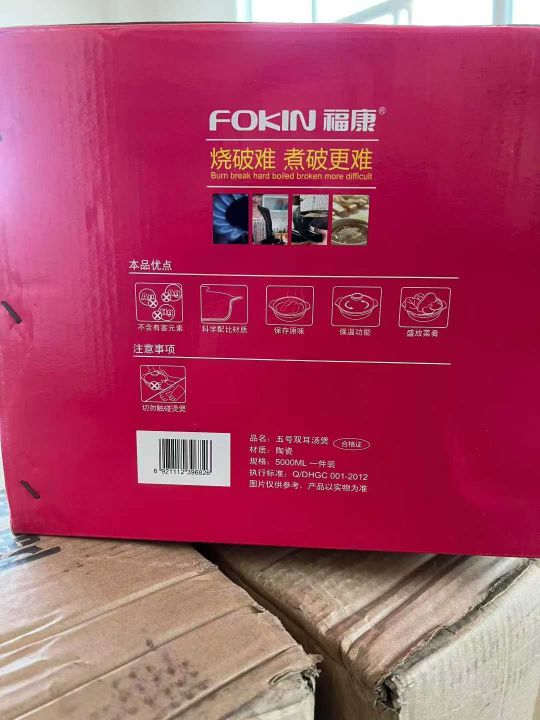 FOKIN 福康®
烧破难 煮破更难
Burn break hard boiled broken more difficult
本品优点
不含有害元素 科学配比材质 保存原味 保温功能 盛放菜肴
注意事项
切勿触碰烫煲
品名：五号双耳汤煲 合格证
材质：陶瓷
规格：5000ML 一件装
执行标准：Q/DHGC 001-2012
图片仅供参考，产品以实物为准
6 921112 396826